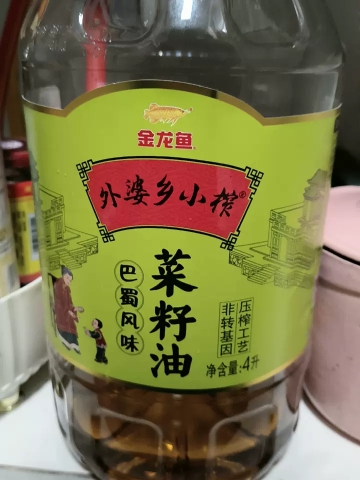 金龙鱼
外婆乡小榨®
巴蜀风味
菜籽油
非转基因
压榨工艺
净含量:4升